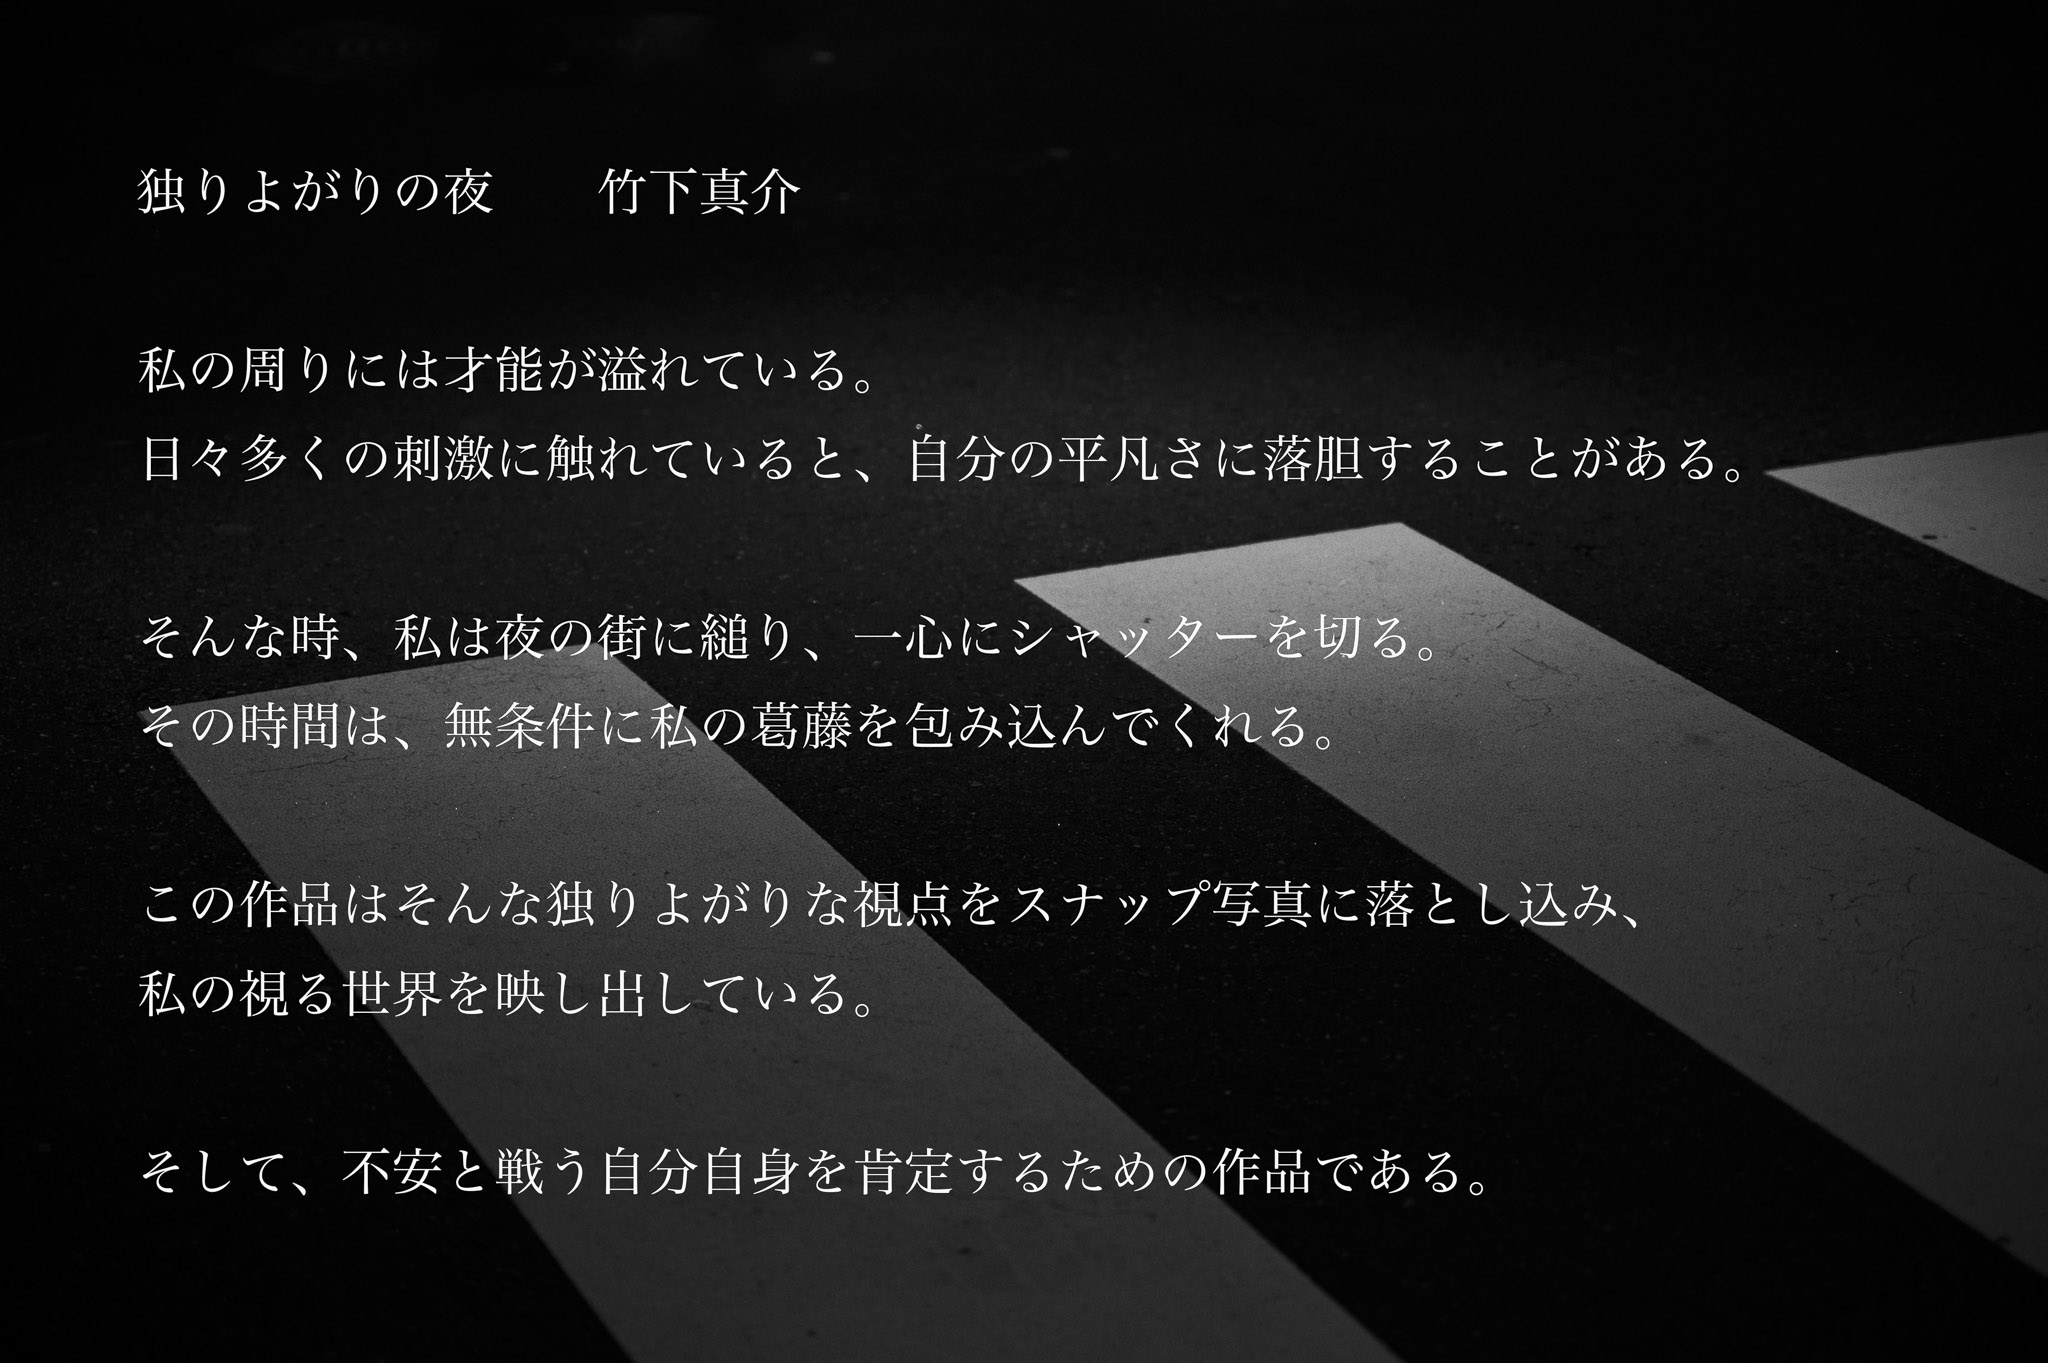 独りよがりの夜　　竹下真介
私の周りには才能が溢れている。
日々多くの刺激に触れていると、自分の平凡さに落胆することがある。
そんな時、私は夜の街に縋り、一心にシャッターを切る。
その時間は、無条件に私の葛藤を包み込んでくれる。
この作品はそんな独りよがりな視点をスナップ写真に落とし込み、
私の視る世界を映し出している。
そして、不安と戦う自分自身を肯定するための作品である。